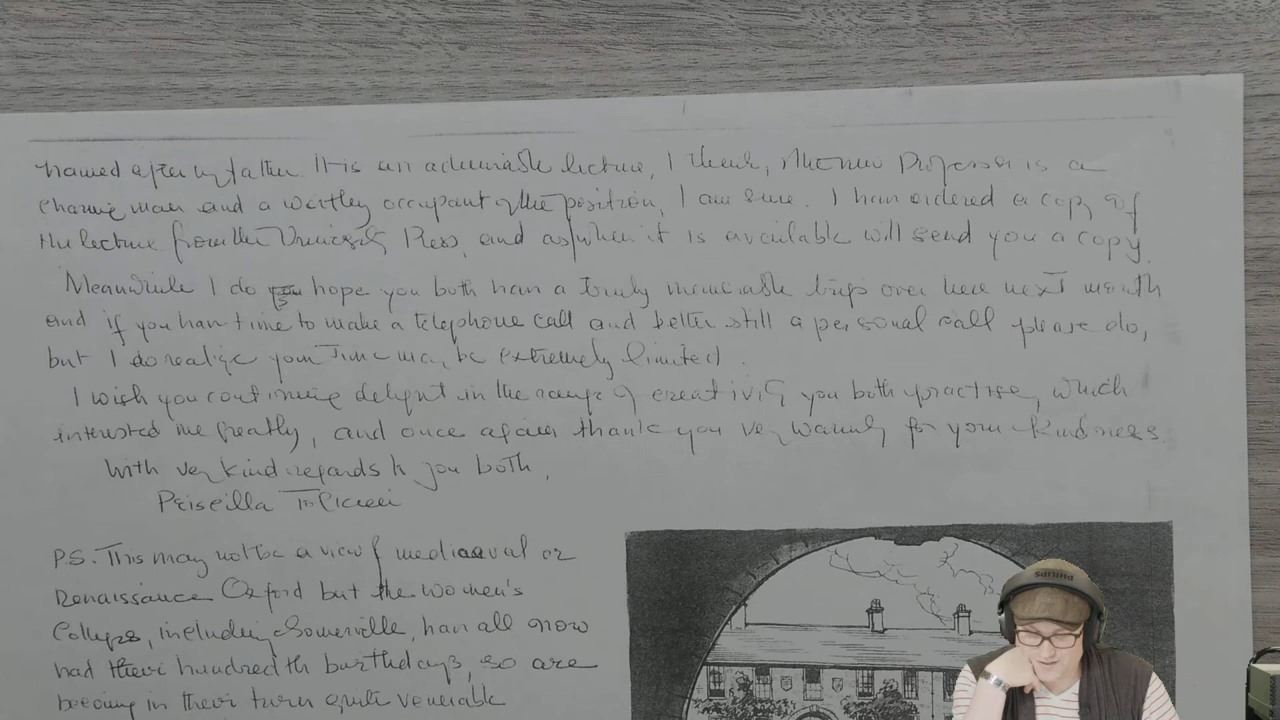 named after my father. It is an admirable lecture, I think, the new Professor is a
charming man and a worthy occupant of the position, I am sure. I have ordered a copy of
the lecture from the University Press, and as/when it is available will send you a copy.
Meanwhile I do hope you both have a truly memorable trip over here next month
and if you have time to make a telephone call and better still a personal call please do,
but I do realize your time may be extremely limited.
I wish you continuing delight in the range of creativity you both practise, which
interested me greatly, and once again thank you very warmly for your kindness.
With very kind regards to you both,
Priscilla Tolkien
P.S. This may not be a view of mediaeval or
Renaissance Oxford but the women's
Colleges, including Somerville, have all now
had their hundredth birthdays, so are
becoming in their turn quite venerable